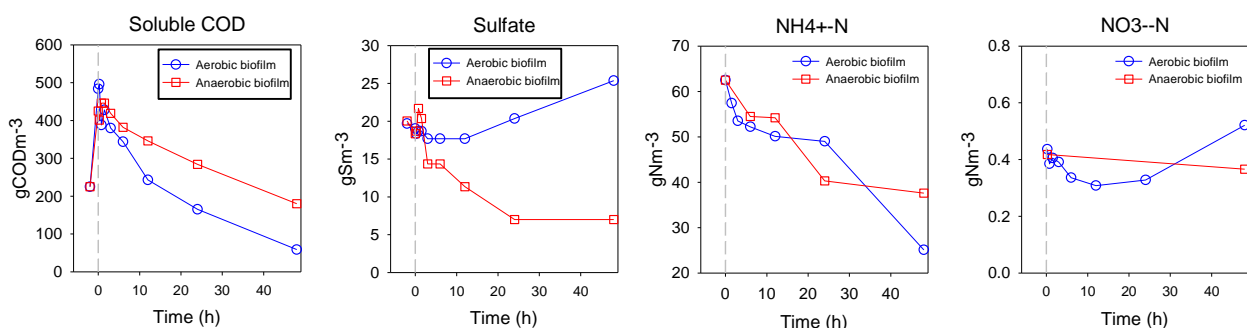 Soluble COD
600
500
400
300
200
100
0
gCODm-3
0 10 20 30 40
Time (h)
Aerobic biofilm
Anaerobic biofilm
Sulfate
30
25
20
15
10
5
0
gSm-3
0 10 20 30 40
Time (h)
Aerobic biofilm
Anaerobic biofilm
NH4+-N
70
60
50
40
30
20
gNm-3
0 10 20 30 40
Time (h)
Aerobic biofilm
Anaerobic biofilm
NO3--N
0.8
0.6
0.4
0.2
0.0
gNm-3
0 10 20 30 40
Time (h)
Aerobic biofilm
Anaerobic biofilm